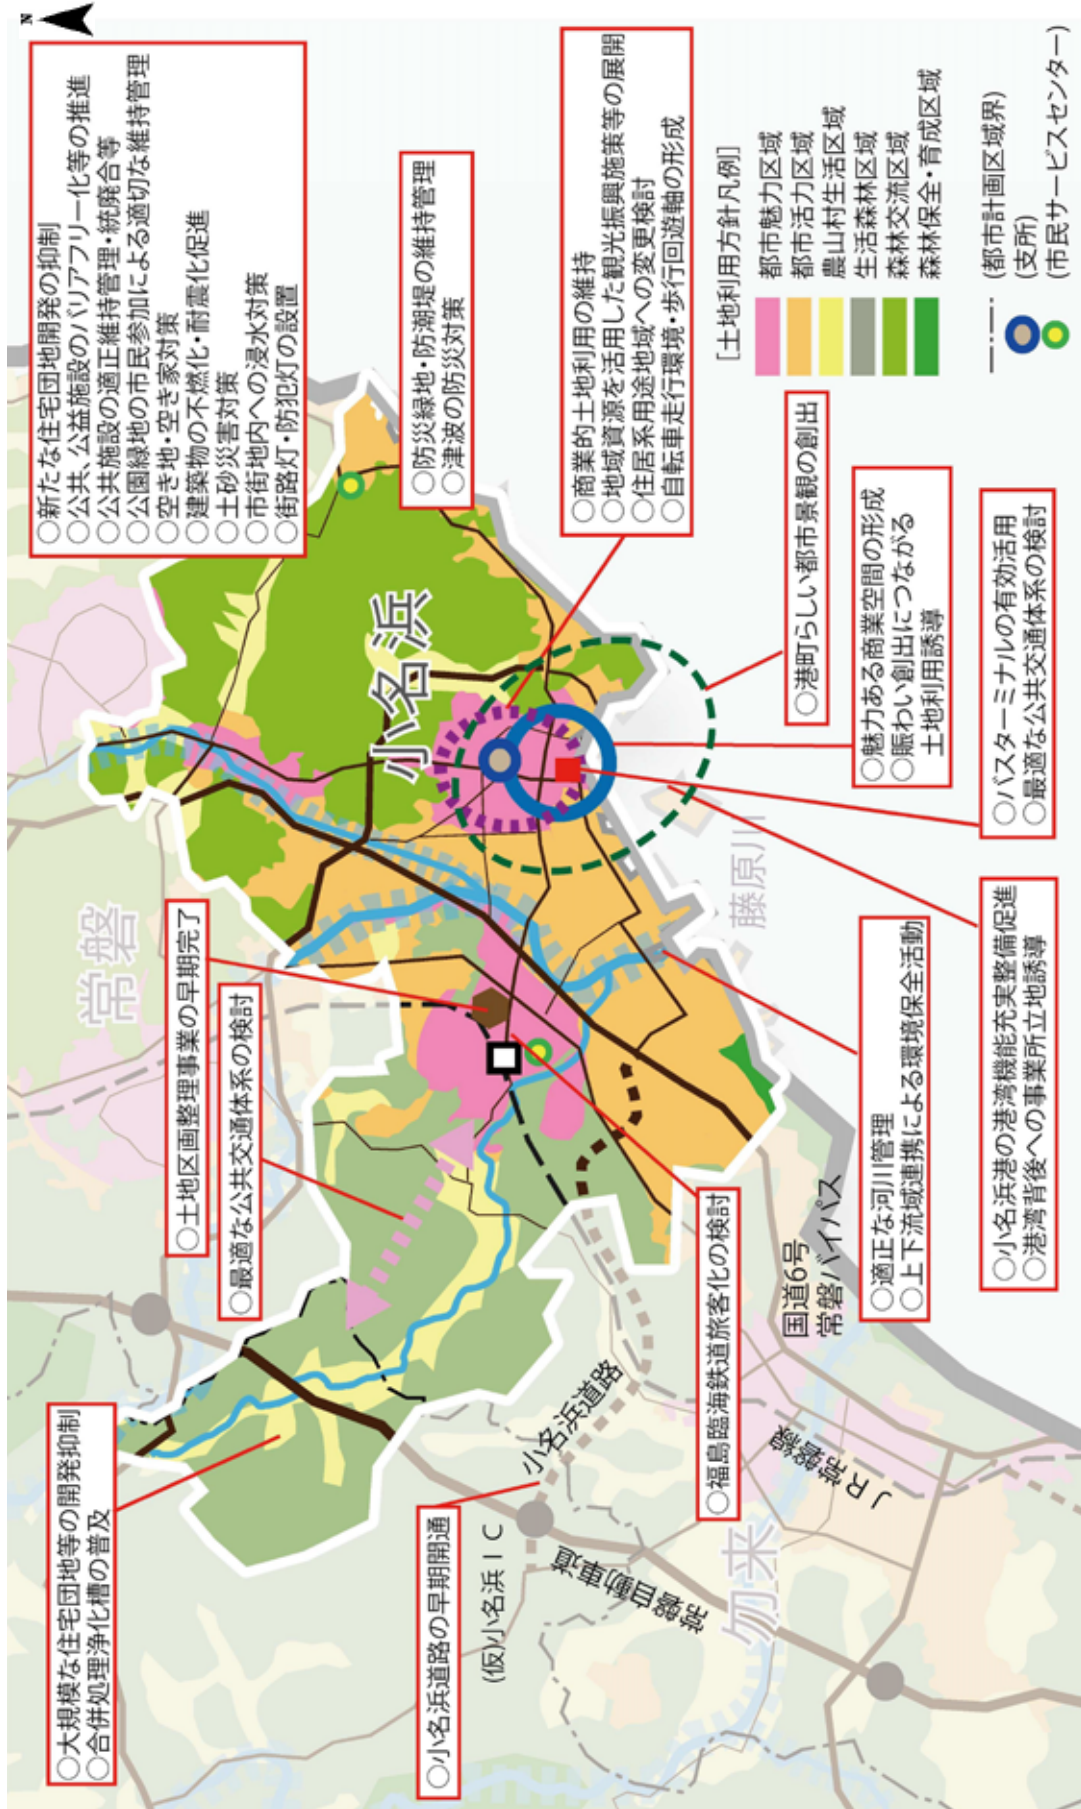 N
○新たな住宅団地開発の抑制
○公共、公益施設のバリアフリー化等の推進
○公共施設の適正維持管理・統廃合等
○公園緑地の市民参加による適切な維持管理
○空き地・空き家対策
○建築物の不燃化・耐震化促進
○土砂災害対策
○市街地内への浸水対策
○街路灯・防犯灯の設置
○防災緑地・防潮堤の維持管理
○津波の防災対策
○商業的土地利用の維持
○地域資源を活用した観光振興施策等の展開
○住居系用途地域への変更検討
○自転車走行環境・歩行回遊軸の形成
[土地利用方針凡例]
都市魅力区域
都市活力区域
農山村生活区域
生活森林区域
森林交流区域
森林保全・育成区域
(都市計画区域界)
(支所)
(市民サービスセンター)
○港町らしい都市景観の創出
○魅力ある商業空間の形成
○賑わい創出につながる
土地利用誘導
○バスターミナルの有効活用
○最適な公共交通体系の検討
○小名浜港の港湾機能充実整備促進
○港湾背後への事業所立地誘導
○適正な河川管理
○上下流域連携による環境保全活動
○福島臨海鉄道旅客化の検討
○土地区画整理事業の早期完了
○最適な公共交通体系の検討
○大規模な住宅団地等の開発抑制
○合併処理浄化槽の普及
○小名浜道路の早期開通
小名浜
常磐
勿来
藤原川
国道6号
常磐バイパス
小名浜道路
(仮)小名浜IC
常磐自動車道
JR常磐線